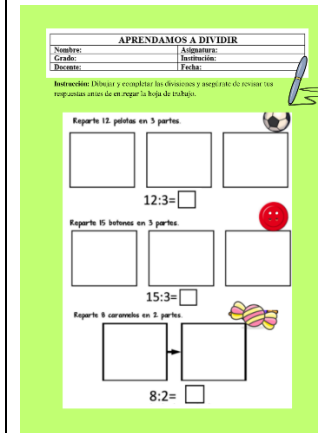 APRENDAMOS A DIVIDIR
Nombre: Asignatura:
Grado: Institución:
Docente: Fecha:
Instrucción: Dibujar y completar las divisiones y asegúrate de revisar tus
respuestas antes de entregar la hoja de trabajo.
Reparte 12 pelotas en 3 partes.
12:3=
Reparte 15 botones en 3 partes.
15:3=
Reparte 8 caramelos en 2 partes.
8:2=